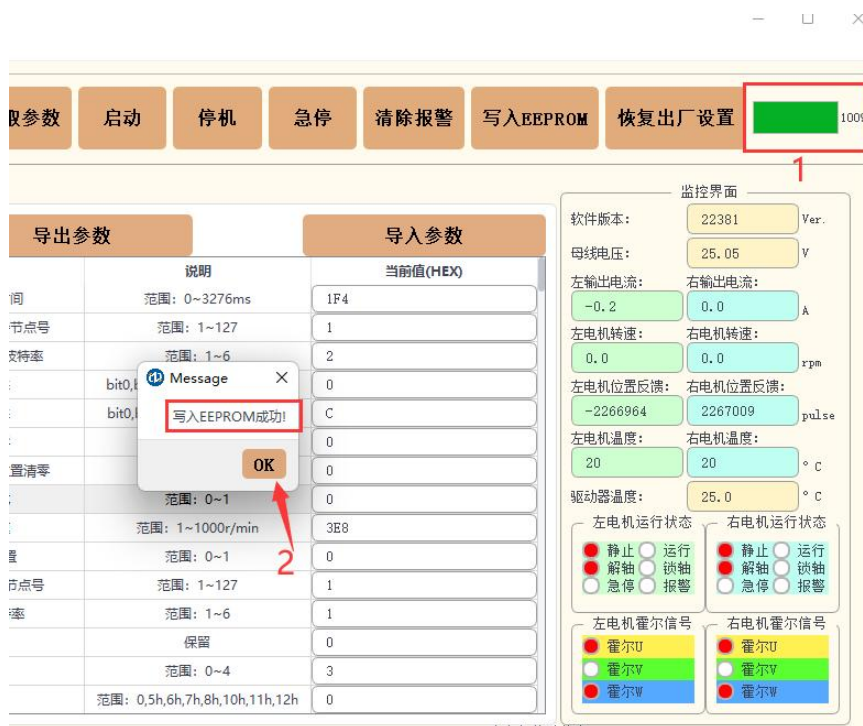 取参数 启动 停机 急停 清除报警 写入EEPROM 恢复出厂设置 100%
1
导出参数 导入参数
说明 当前值(HEX)
间 范围: 0~3276ms 1F4
节点号 范围: 1~127 1
波特率 范围: 1~6 2
bit0,b 0
bit0,b C
0
置清零 0
范围: 0~1 0
范围: 1~1000r/min 3E8
置 范围: 0~1 0
节点号 范围: 1~127 1
率 范围: 1~6 1
保留 0
范围: 0~4 3
范围: 0,5h,6h,7h,8h,10h,11h,12h 0
Message
写入EEPROM成功!
OK
2
监控界面
软件版本: 22381 Ver.
母线电压: 25.05 V
左输出电流: 右输出电流:
-0.2 0.0 A
左电机转速: 右电机转速:
0.0 0.0 rpm
左电机位置反馈: 右电机位置反馈:
-2266964 2267009 pulse
左电机温度: 右电机温度:
20 20 °C
驱动器温度: 25.0 °C
左电机运行状态 右电机运行状态
静止 运行 静止 运行
解轴 锁轴 解轴 锁轴
急停 报警 急停 报警
左电机霍尔信号 右电机霍尔信号
霍尔U 霍尔U
霍尔V 霍尔V
霍尔W 霍尔W